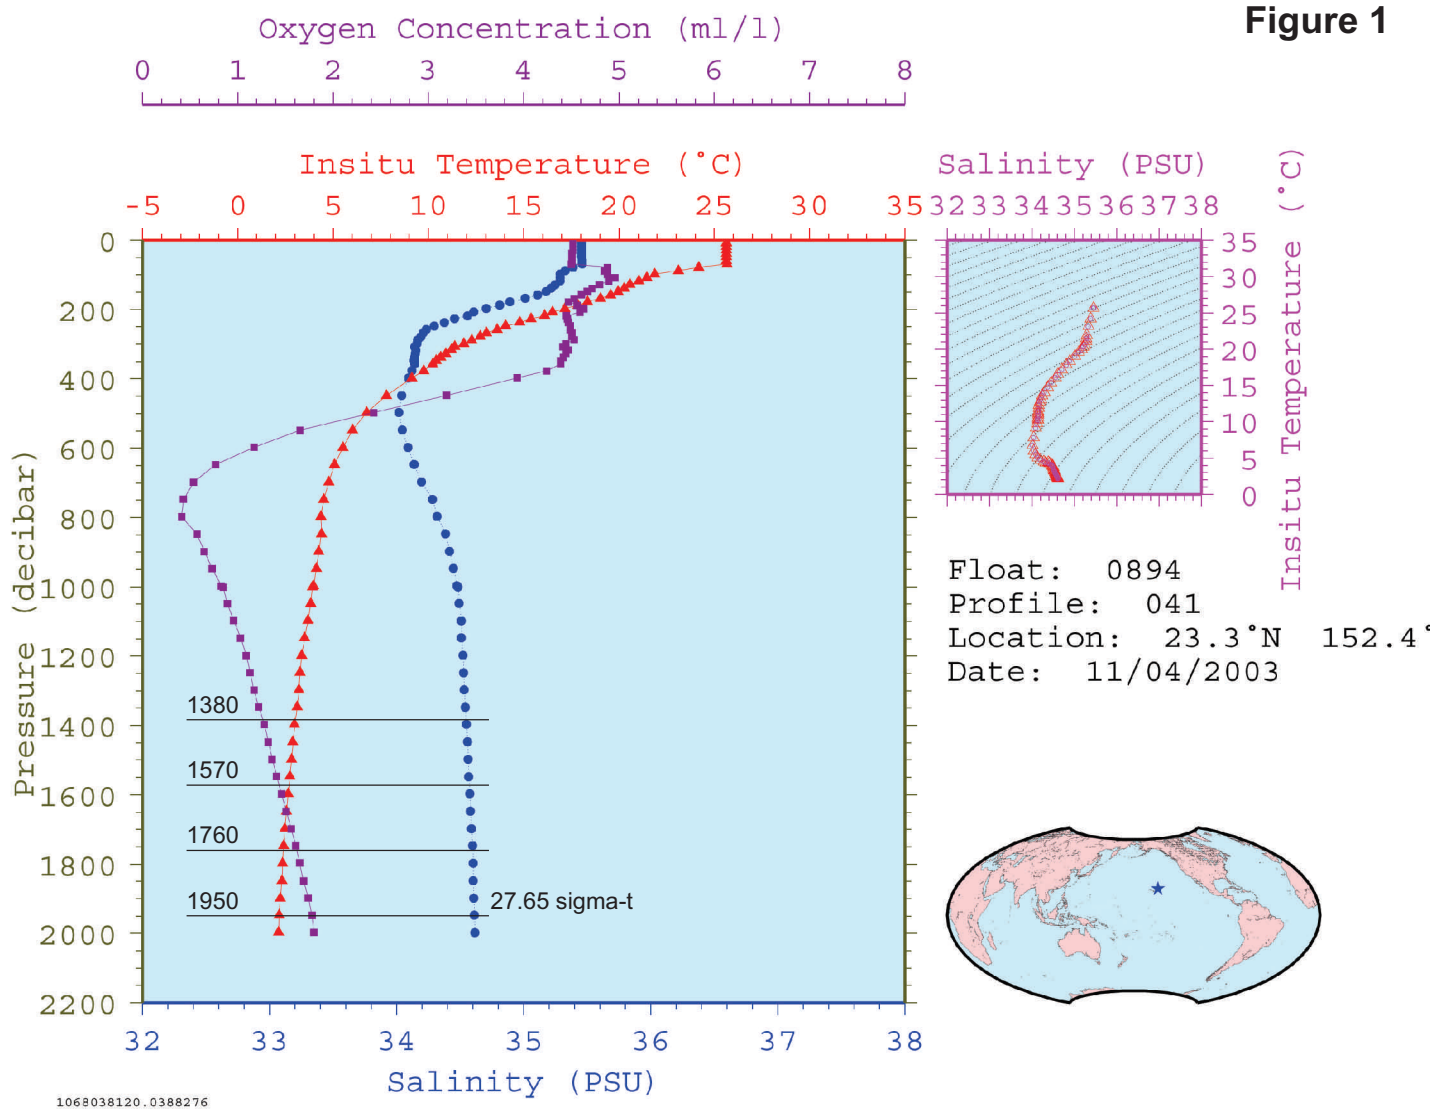 Figure 1
Oxygen Concentration (ml/l)
0 1 2 3 4 5 6 7 8
Insitu Temperature (˚C)
-5 0 5 10 15 20 25 30 35
Salinity (PSU)
32 33 34 35 36 37 38
Insitu Temperature (˚C)
35
30
25
20
15
10
5
0
Pressure (decibar)
0
200
400
600
800
1000
1200
1400
1600
1800
2000
2200
1380
1570
1760
1950
27.65 sigma-t
32 33 34 35 36 37 38
Salinity (PSU)
Float: 0894
Profile: 041
Location: 23.3˚N 152.4˚
Date: 11/04/2003
1068038120.0388276